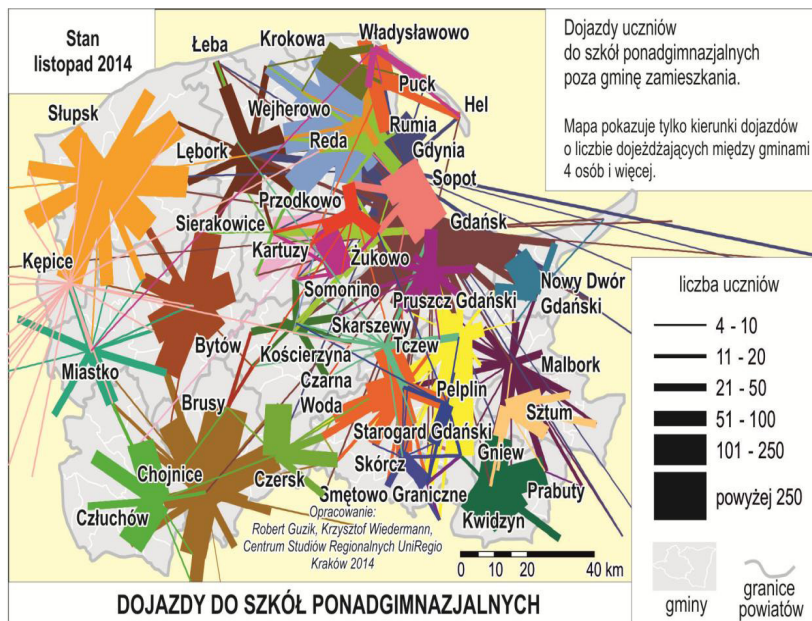 Stan
listopad 2014
Dojazdy uczniów
do szkół ponadgimnazjalnych
poza gminę zamieszkania.
Mapa pokazuje tylko kierunki dojazdów
o liczbie dojeżdżających między gminami
4 osób i więcej.
Łeba
Krokowa
Władysławowo
Puck
Hel
Słupsk
Wejherowo
Reda
Rumia
Gdynia
Lębork
Sopot
Przodkowo
Sierakowice
Gdańsk
Kartuzy
Żukowo
Kępice
Somonino
Pruszcz Gdański
Nowy Dwór
Gdański
Skarszewy
Bytów
Kościerzyna
Tczew
Miastko
Czarna
Woda
Malbork
Pelplin
Brusy
Sztum
Starogard Gdański
Gniew
Chojnice
Czersk
Skórcz
Prabuty
Smętowo Graniczne
Człuchów
Kwidzyn
Opracowanie:
Robert Guzik, Krzysztof Wiedermann,
Centrum Studiów Regionalnych UniRegio
Kraków 2014
0 10 20 40 km
liczba uczniów
4 - 10
11 - 20
21 - 50
51 - 100
101 - 250
powyżej 250
gminy
granice
powiatów
DOJAZDY DO SZKÓŁ PONADGIMNAZJALNYCH